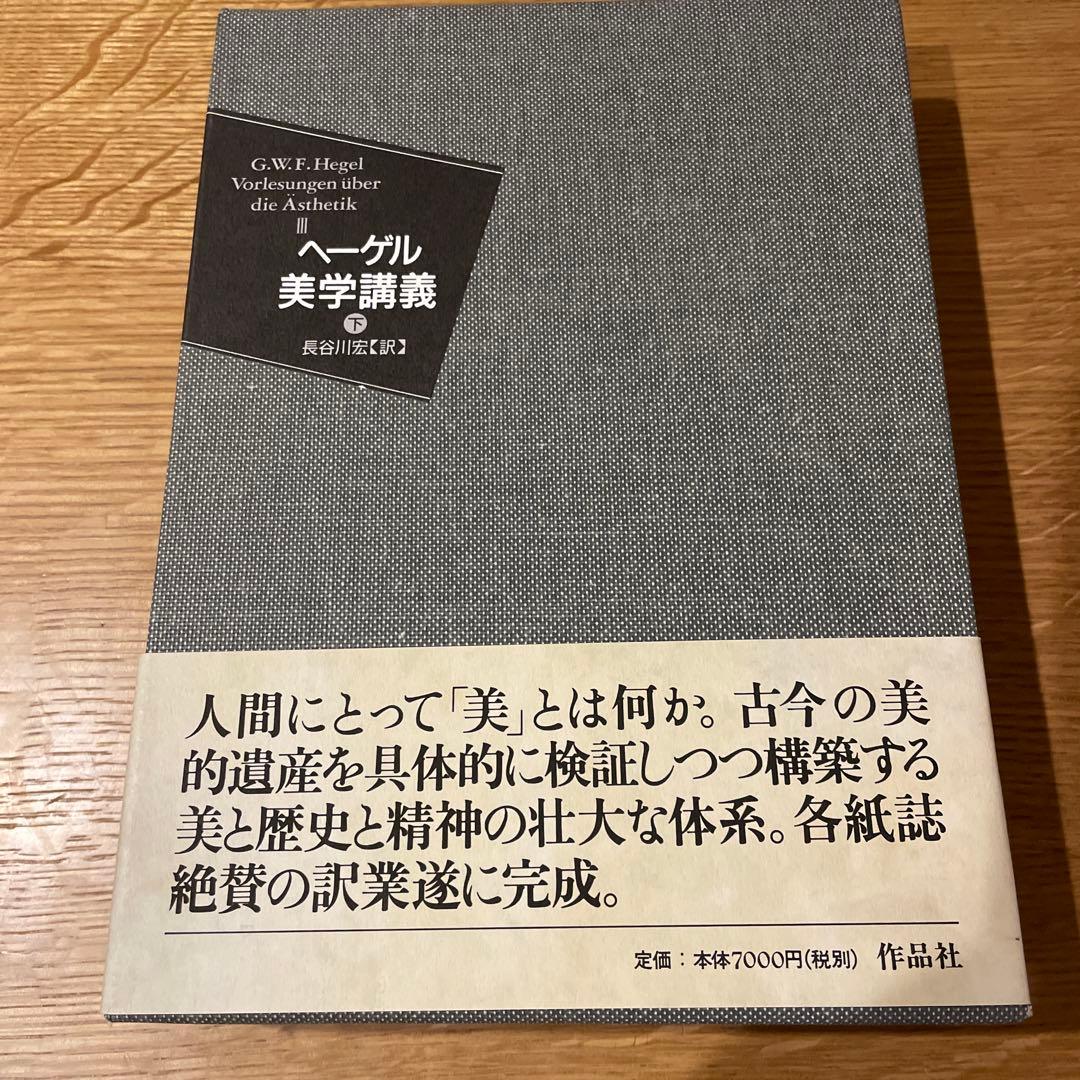 G.W.F.Hegel
Vorlesungen über
die Ästhetik
III
ヘーゲル
美学講義
下
長谷川宏【訳】
人間にとって「美」とは何か。古今の美
的遺産を具体的に検証しつつ構築する
美と歴史と精神の壮大な体系。各紙誌
絶賛の訳業遂に完成。
定価：本体7000円(税別) 作品社